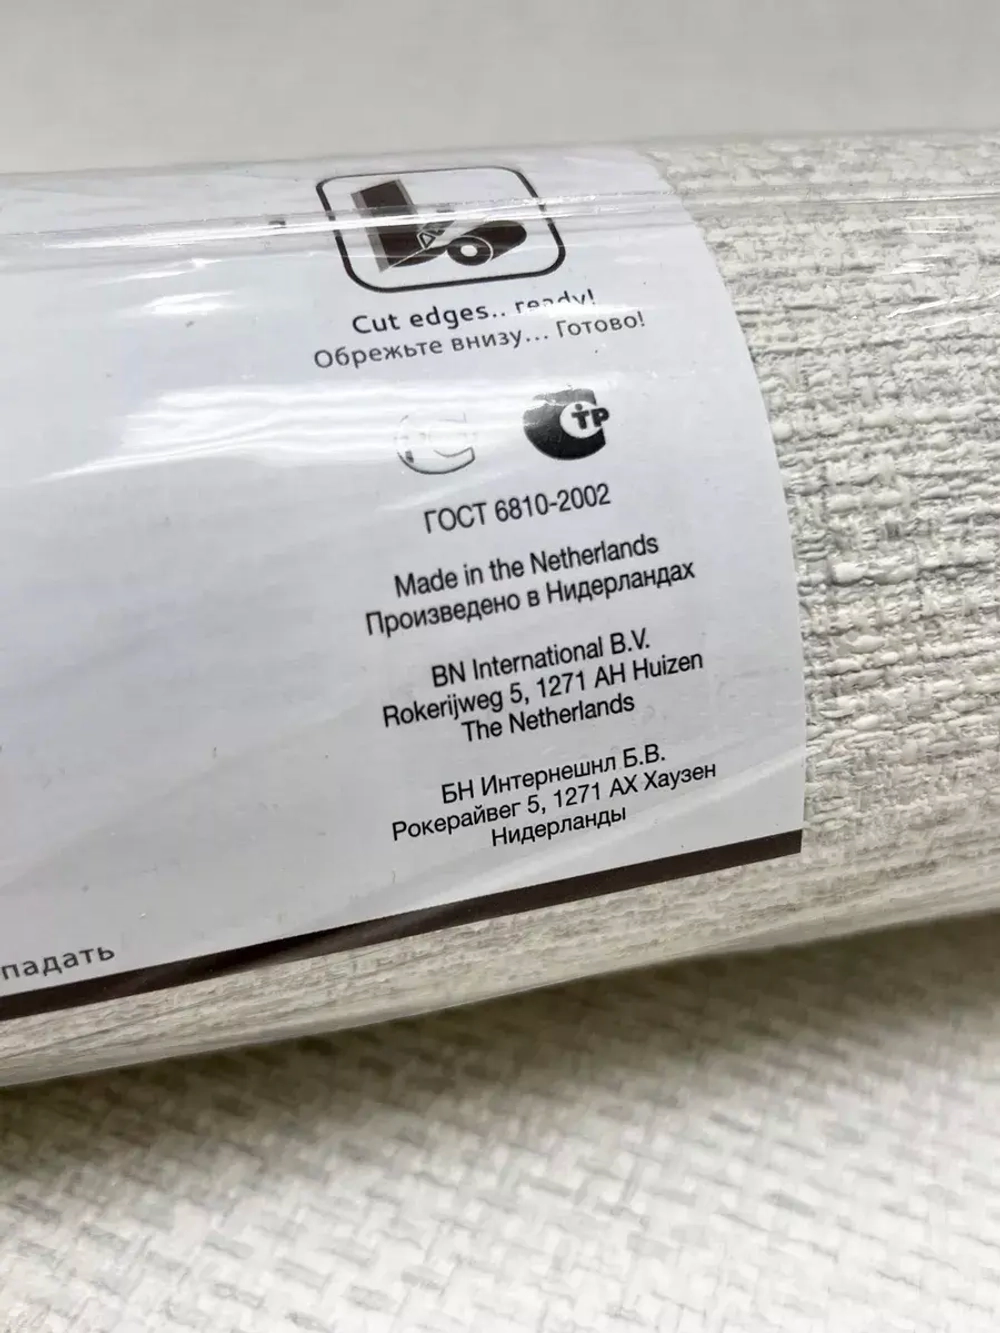 Cut edges.. ready!
Обрежьте внизу... Готово!
ТР
ГОСТ 6810-2002
Made in the Netherlands
Произведено в Нидерландах
BN International B.V.
Rokerijweg 5, 1271 AH Huizen
The Netherlands
БН Интернешнл Б.В.
Рокерайвег 5, 1271 АХ Хаузен
Нидерланды
падать